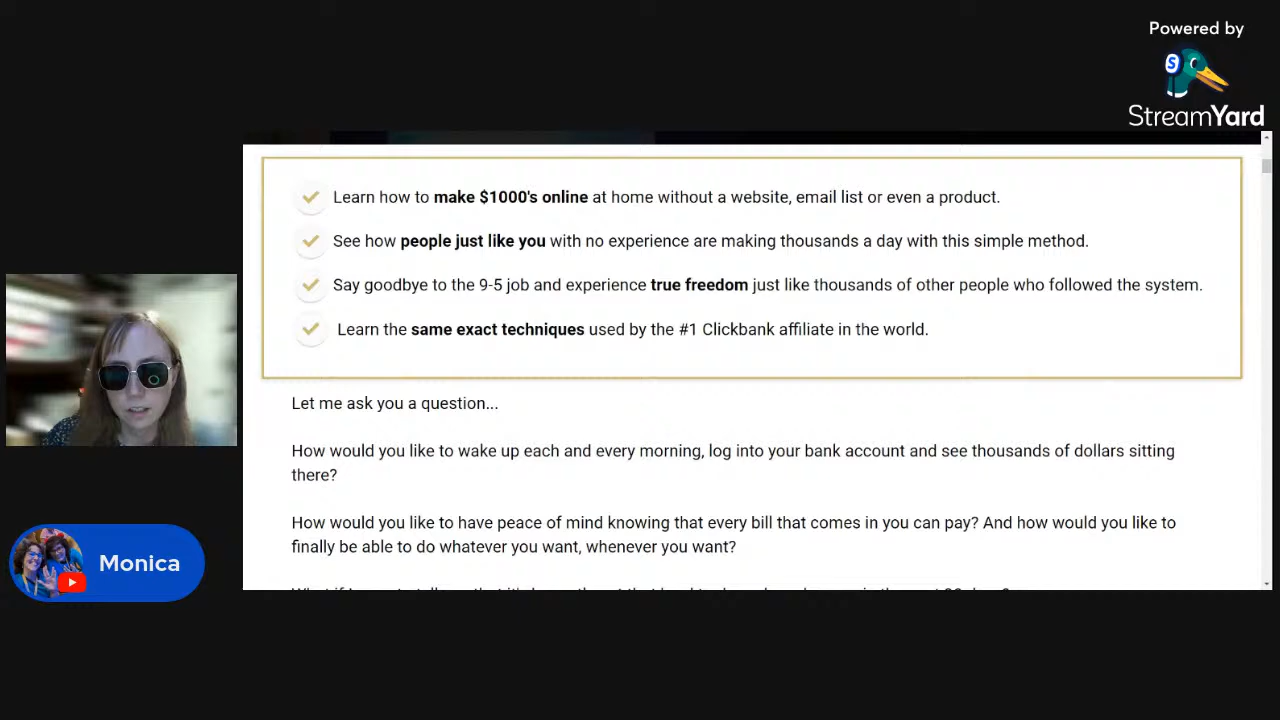 Powered by
StreamYard
Learn how to make $1000's online at home without a website, email list or even a product.
See how people just like you with no experience are making thousands a day with this simple method.
Say goodbye to the 9-5 job and experience true freedom just like thousands of other people who followed the system.
Learn the same exact techniques used by the #1 Clickbank affiliate in the world.
Let me ask you a question...
How would you like to wake up each and every morning, log into your bank account and see thousands of dollars sitting
there?
How would you like to have peace of mind knowing that every bill that comes in you can pay? And how would you like to
finally be able to do whatever you want, whenever you want?
Monica